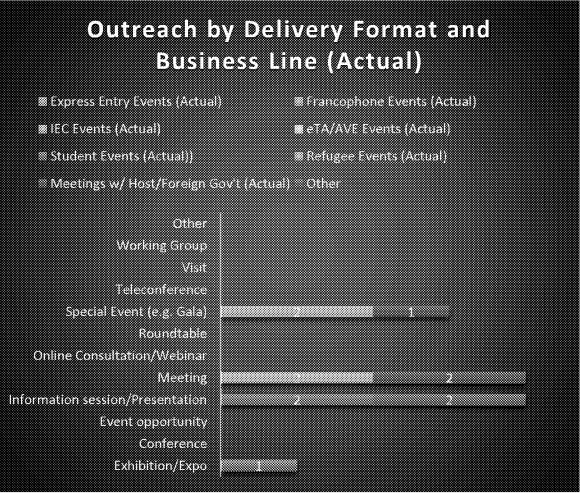 Outreach by Delivery Format and
Business Line (Actual)
Express Entry Events (Actual) Francophone Events (Actual)
IEC Events (Actual) eTA/AVE Events (Actual)
Student Events (Actual)) Refugee Events (Actual)
Meetings w/ Host/Foreign Gov't (Actual) Other
Other
Working Group
Visit
Teleconference
Special Event (e.g. Gala) 2 1
Roundtable
Online Consultation/Webinar
Meeting 2
Information session/Presentation 2 2
Event opportunity
Conference
Exhibition/Expo 1